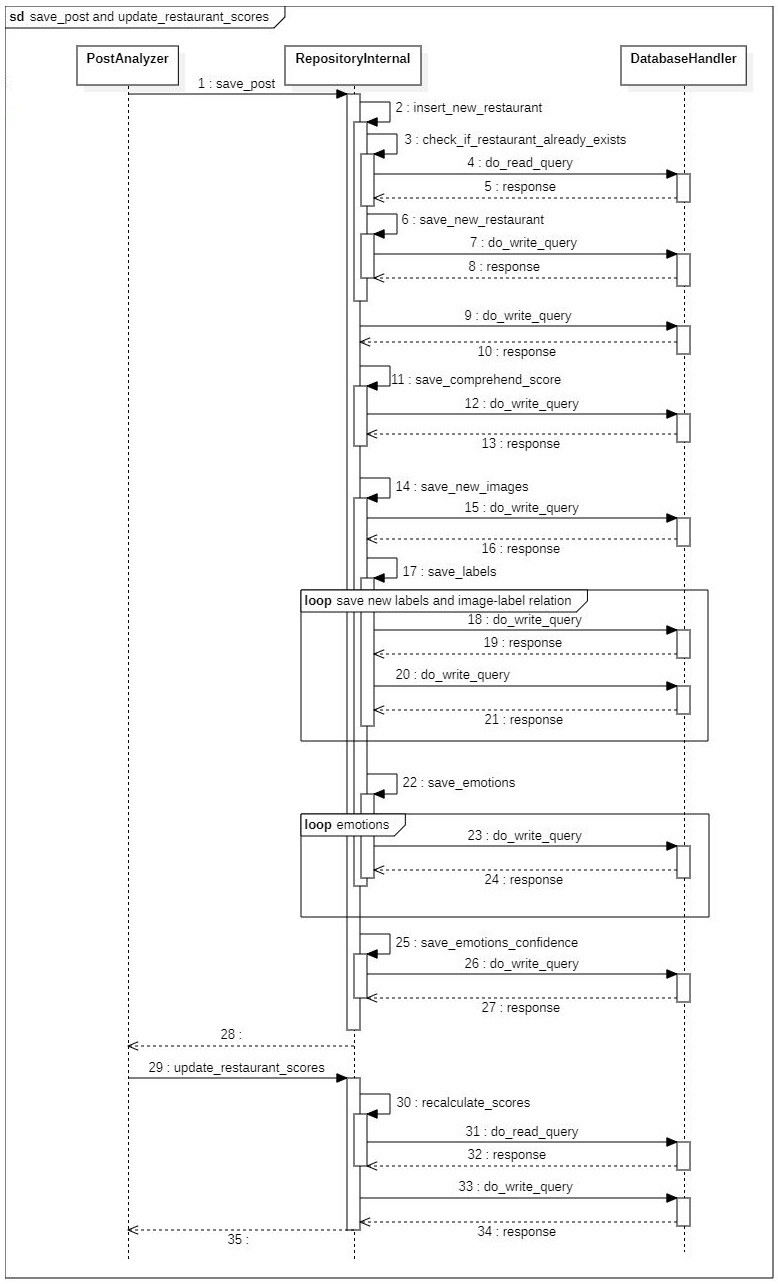 sd save_post and update_restaurant_scores
PostAnalyzer
RepositoryInternal
DatabaseHandler
1 : save_post
2 : insert_new_restaurant
3 : check_if_restaurant_already_exists
4 : do_read_query
5 : response
6 : save_new_restaurant
7 : do_write_query
8 : response
9 : do_write_query
10 : response
11 : save_comprehend_score
12 : do_write_query
13 : response
14 : save_new_images
15 : do_write_query
16 : response
17 : save_labels
loop save new labels and image-label relation
18 : do_write_query
19 : response
20 : do_write_query
21 : response
22 : save_emotions
loop emotions
23 : do_write_query
24 : response
25 : save_emotions_confidence
26 : do_write_query
27 : response
28 :
29 : update_restaurant_scores
30 : recalculate_scores
31 : do_read_query
32 : response
33 : do_write_query
34 : response
35 :